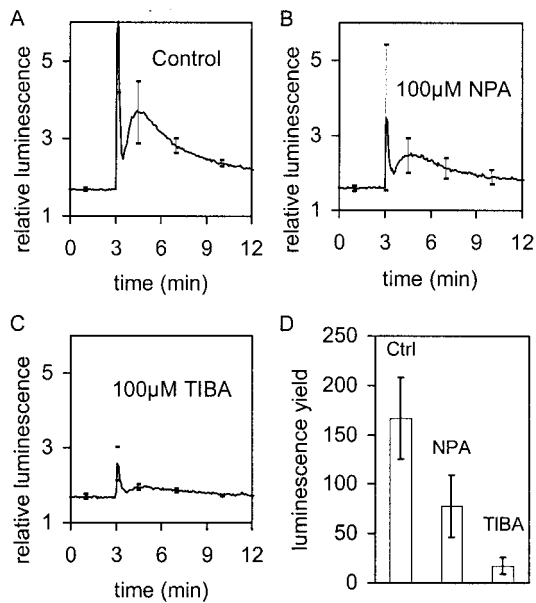 A
relative luminescence
5
3
1
Control
0 3 6 9 12
time (min)
B
relative luminescence
5
3
1
100µM NPA
0 3 6 9 12
time (min)
C
relative luminescence
5
3
1
100µM TIBA
0 3 6 9 12
time (min)
D
luminescence yield
250
200
150
100
50
0
Ctrl
NPA
TIBA